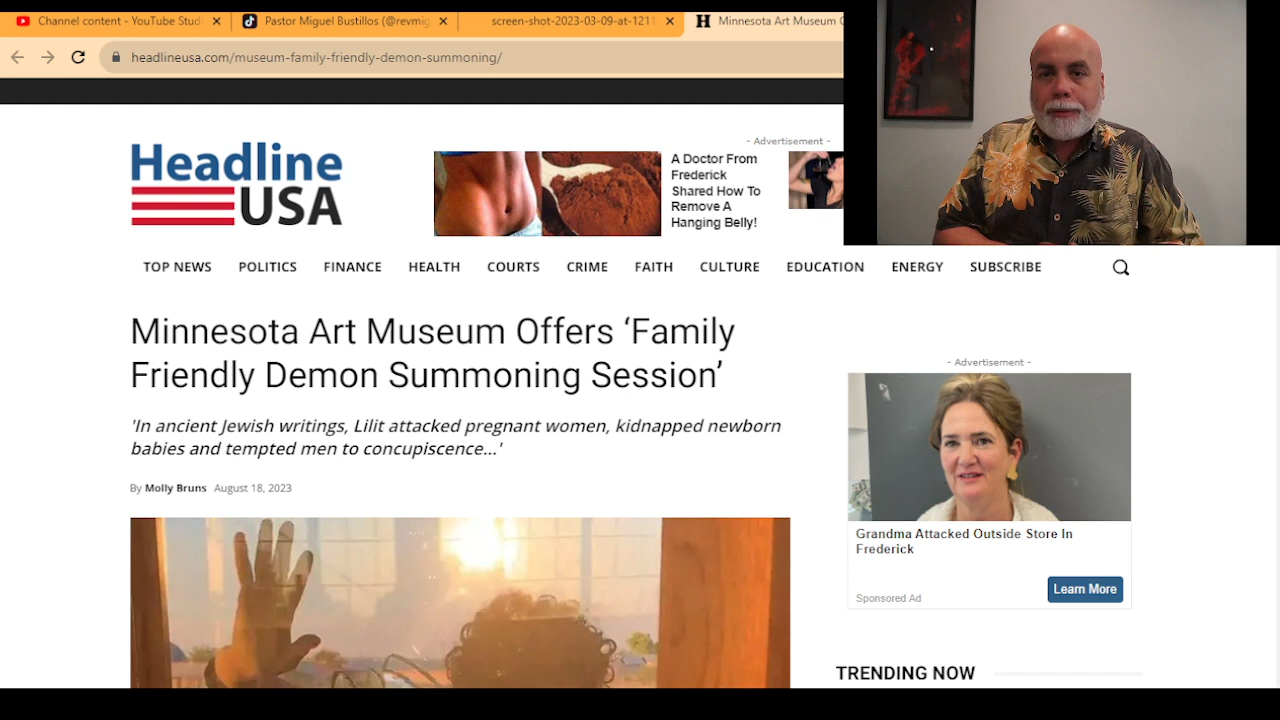 Channel content - YouTube Studi
Pastor Miguel Bustillos (@revmig
screen-shot-2023-03-09-at-1211
H Minnesota Art Museum O
headlineusa.com/museum-family-friendly-demon-summoning/
Headline
USA
- Advertisement -
A Doctor From
Frederick
Shared How To
Remove A
Hanging Belly!
TOP NEWS POLITICS FINANCE HEALTH COURTS CRIME FAITH CULTURE EDUCATION ENERGY SUBSCRIBE
Minnesota Art Museum Offers ‘Family
Friendly Demon Summoning Session’
'In ancient Jewish writings, Lilit attacked pregnant women, kidnapped newborn
babies and tempted men to concupiscence...'
By Molly Bruns August 18, 2023
- Advertisement -
Grandma Attacked Outside Store In
Frederick
Learn More
Sponsored Ad
TRENDING NOW